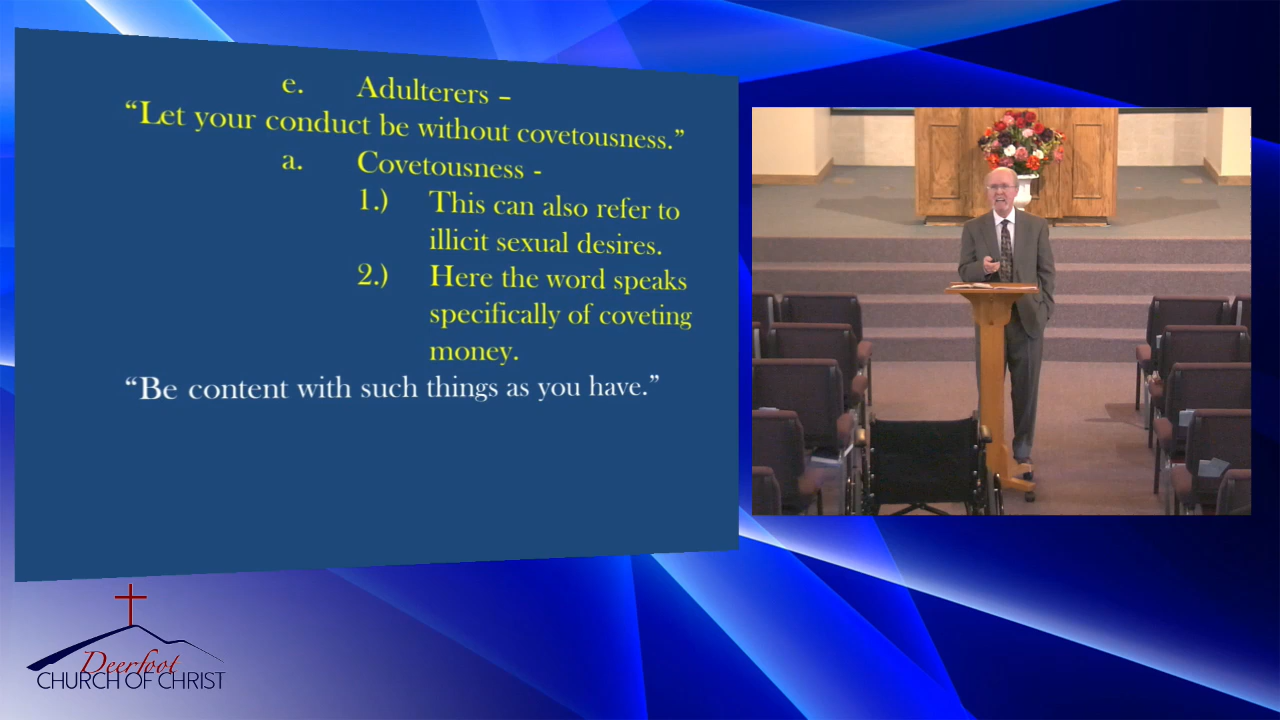 e. Adulterers –
“Let your conduct be without covetousness.”
a. Covetousness -
1.) This can also refer to
illicit sexual desires.
2.) Here the word speaks
specifically of coveting
money.
“Be content with such things as you have.”
Deerfoot
CHURCH OF CHRIST